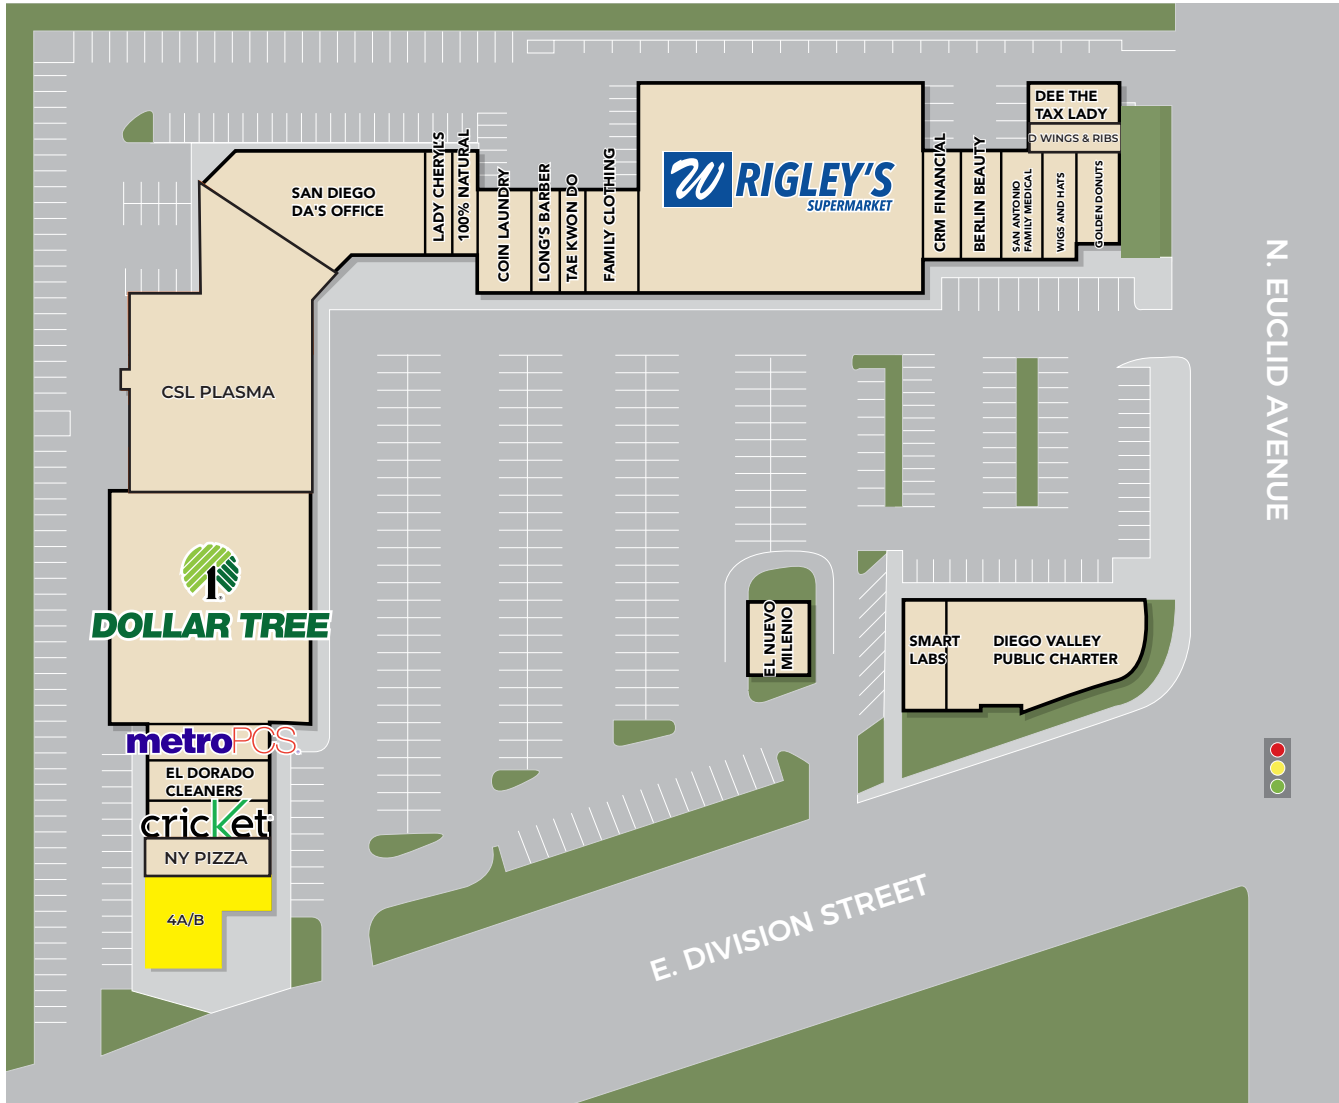 DEE THE
TAX LADY
D WINGS & RIBS
SAN DIEGO
DA'S OFFICE
LADY CHERYL'S
100% NATURAL
COIN LAUNDRY
LONG'S BARBER
TAE KWON DO
FAMILY CLOTHING
W RIGLEY'S
SUPERMARKET
CRM FINANCIAL
BERLIN BEAUTY
SAN ANTONIO
FAMILY MEDICAL
WIGS AND HATS
GOLDEN DONUTS
N. EUCLID AVENUE
CSL PLASMA
1
DOLLAR TREE
EL NUEVO
MILENIO
SMART
LABS
DIEGO VALLEY
PUBLIC CHARTER
metroPCS.
EL DORADO
CLEANERS
cricket
NY PIZZA
4A/B
E. DIVISION STREET